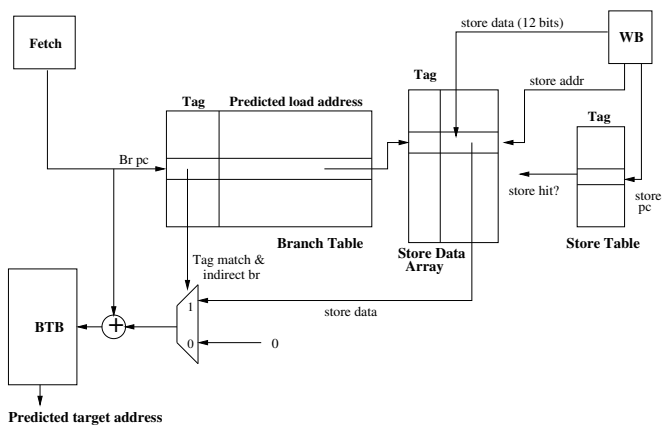 store data (12 bits)
Fetch
WB
Tag
store addr
Tag
Predicted load address
Tag
Br pc
store hit?
store
pc
Branch Table
Store Data
Array
Store Table
Tag match &
indirect br
1
store data
BTB
+
0
0
Predicted target address